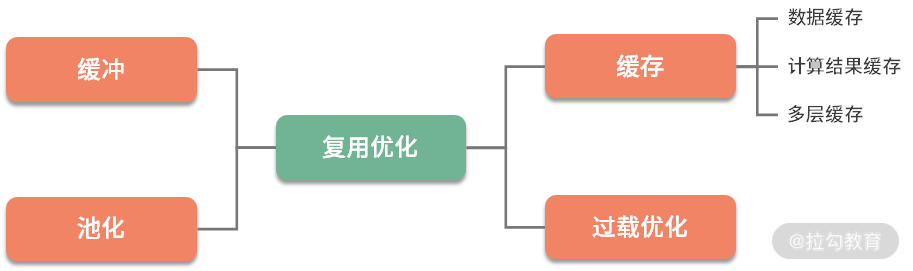 缓冲
池化
复用优化
缓存
数据缓存
计算结果缓存
多层缓存
过载优化
@拉勾教育